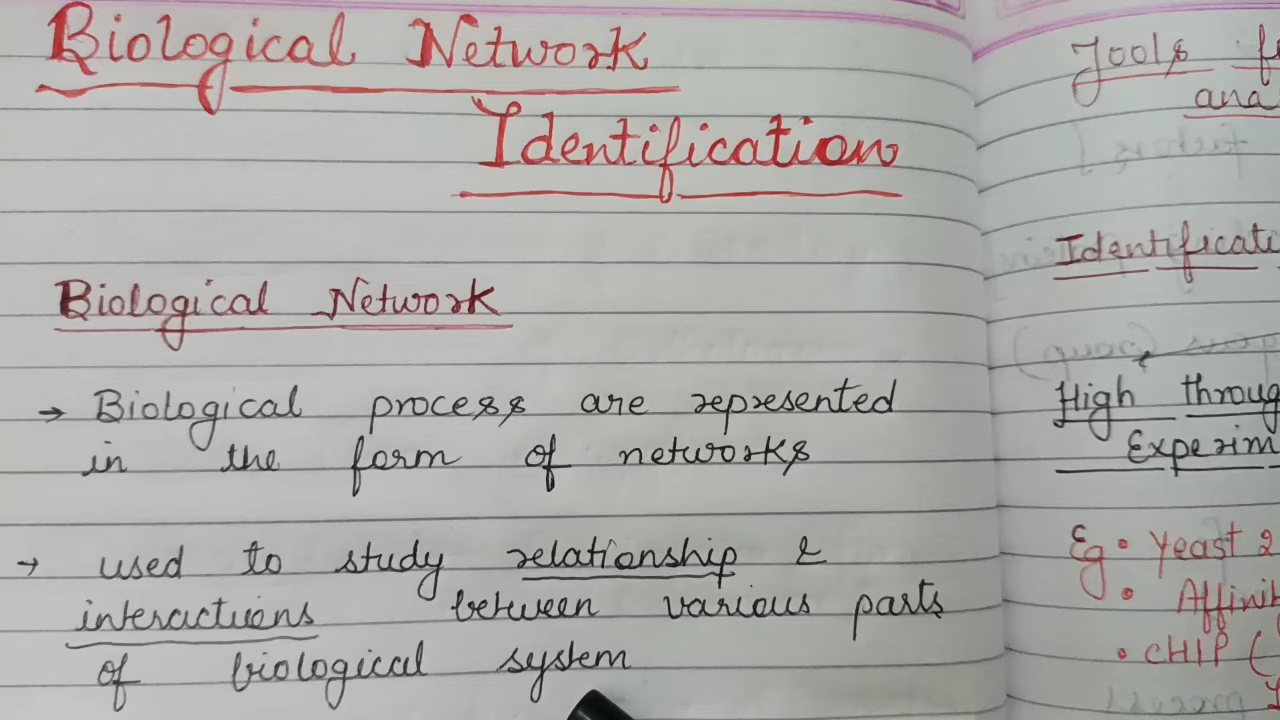 Biological Network
Identification
Biological Network
→ Biological process are represented
in the form of networks
→ used to study relationship &
interactions between various parts
of biological system
Tools
Identificati
High throug
Experim
Eg • Yeast 2
• Affinit
• CHIP (